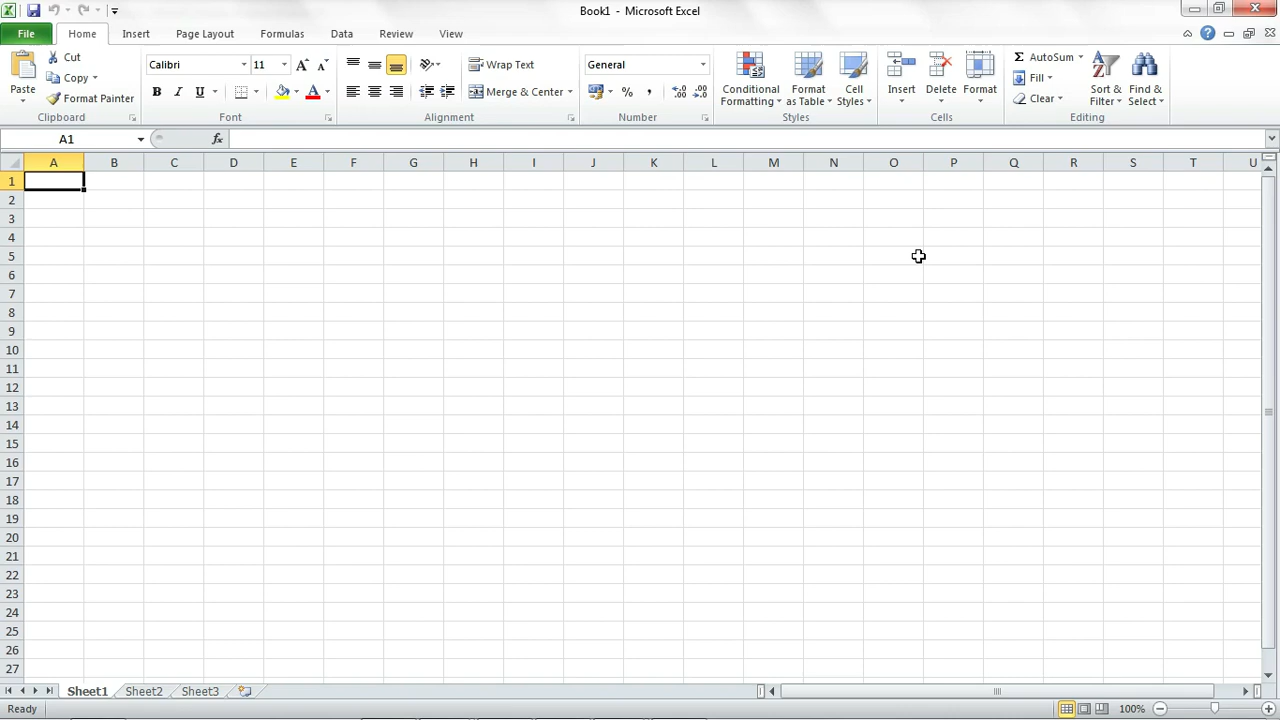 Book1 - Microsoft Excel
File Home Insert Page Layout Formulas Data Review View
Paste
Cut
Copy
Format Painter
Clipboard
Calibri 11
B I U
Font
Wrap Text
Merge & Center
Alignment
General
%
Number
Conditional Formatting
Format as Table
Cell Styles
Styles
Insert
Delete
Format
Cells
AutoSum
Fill
Clear
Sort & Filter
Find & Select
Editing
A1
fx
A B C D E F G H I J K L M N O P Q R S T U
1
2
3
4
5
6
7
8
9
10
11
12
13
14
15
16
17
18
19
20
21
22
23
24
25
26
27
Sheet1 Sheet2 Sheet3
Ready
100%